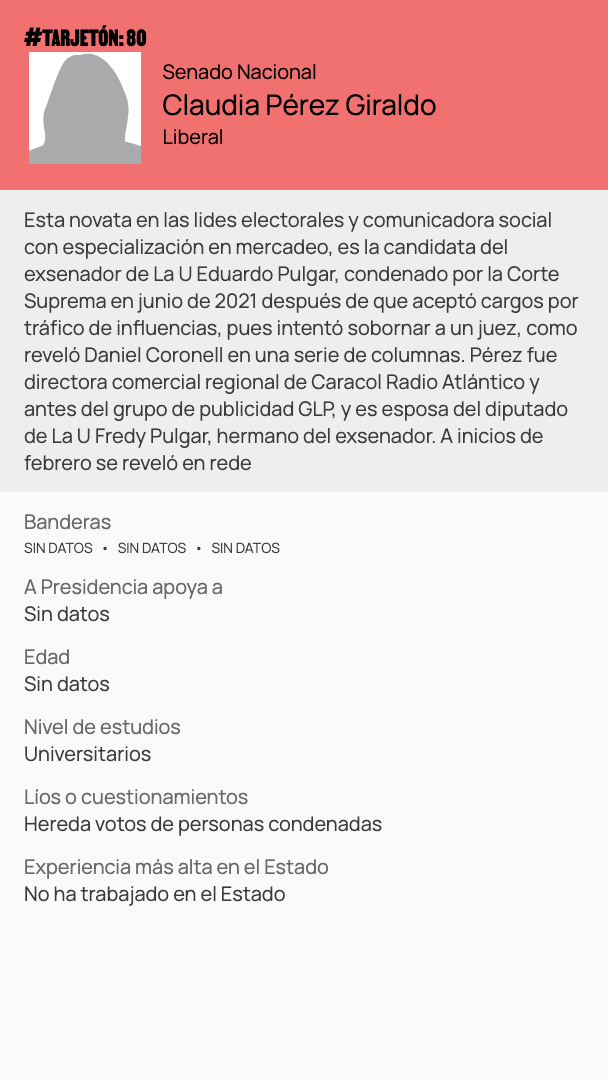 #TARJETÓN: 80
Senado Nacional
Claudia Pérez Giraldo
Liberal
Esta novata en las lides electorales y comunicadora social
con especialización en mercadeo, es la candidata del
exsenador de La U Eduardo Pulgar, condenado por la Corte
Suprema en junio de 2021 después de que aceptó cargos por
tráfico de influencias, pues intentó sobornar a un juez, como
reveló Daniel Coronell en una serie de columnas. Pérez fue
directora comercial regional de Caracol Radio Atlántico y
antes del grupo de publicidad GLP, y es esposa del diputado
de La U Fredy Pulgar, hermano del exsenador. A inicios de
febrero se reveló en rede
Banderas
SIN DATOS • SIN DATOS • SIN DATOS
A Presidencia apoya a
Sin datos
Edad
Sin datos
Nivel de estudios
Universitarios
Líos o cuestionamientos
Hereda votos de personas condenadas
Experiencia más alta en el Estado
No ha trabajado en el Estado